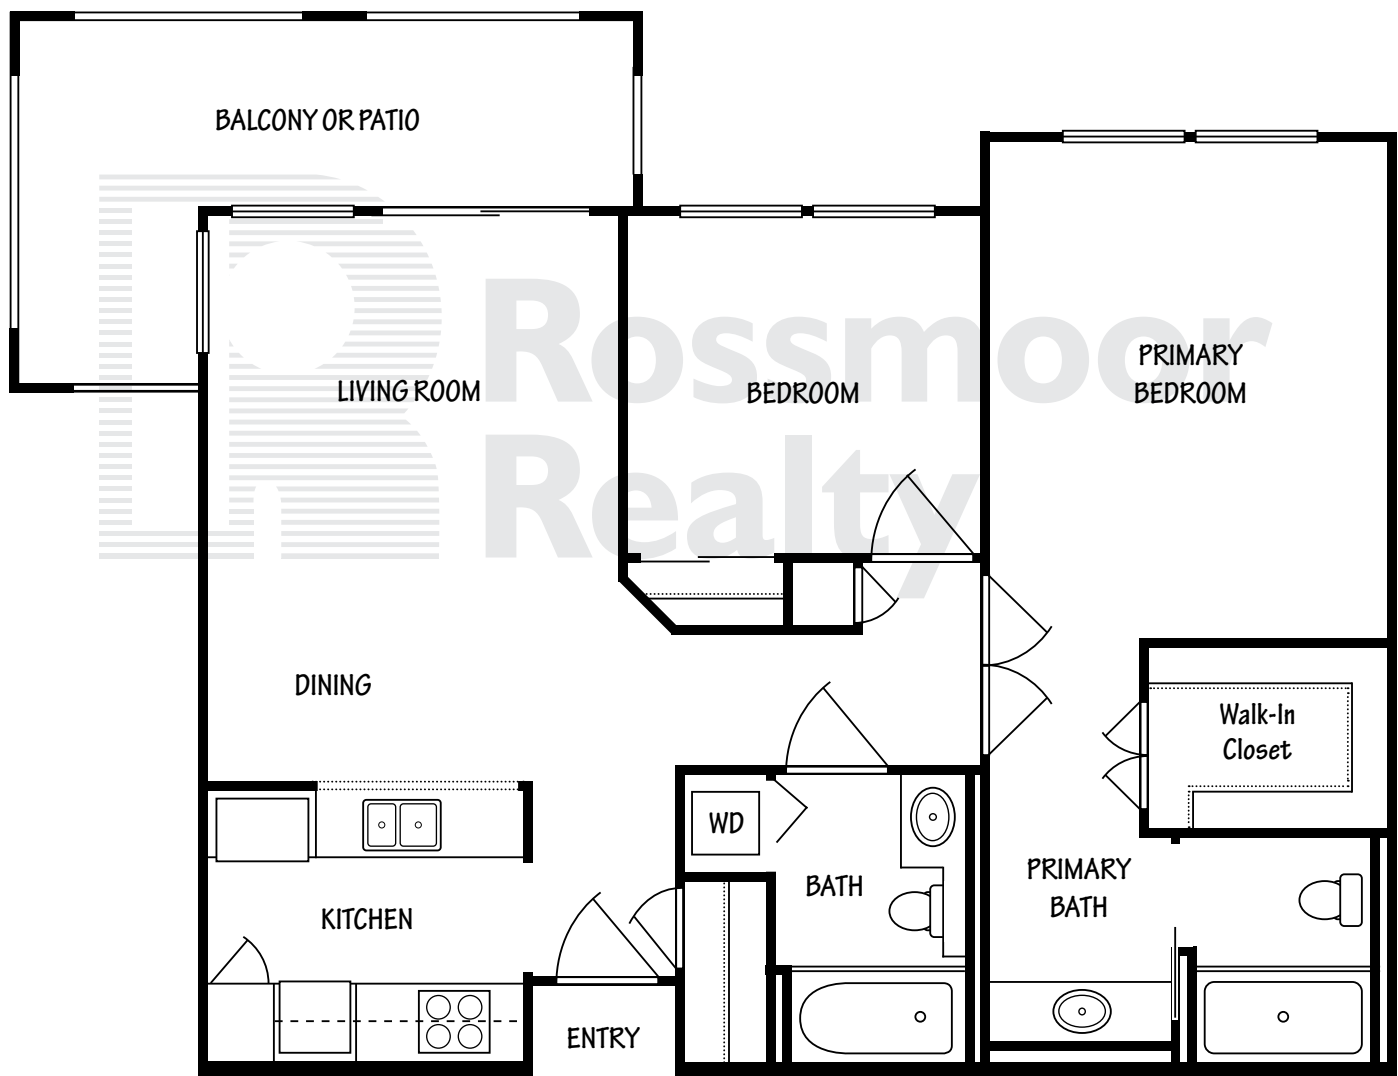 BALCONY OR PATIO
Rossmoor
Realty
LIVING ROOM
BEDROOM
PRIMARY
BEDROOM
DINING
Walk-In
Closet
WD
BATH
PRIMARY
BATH
KITCHEN
ENTRY